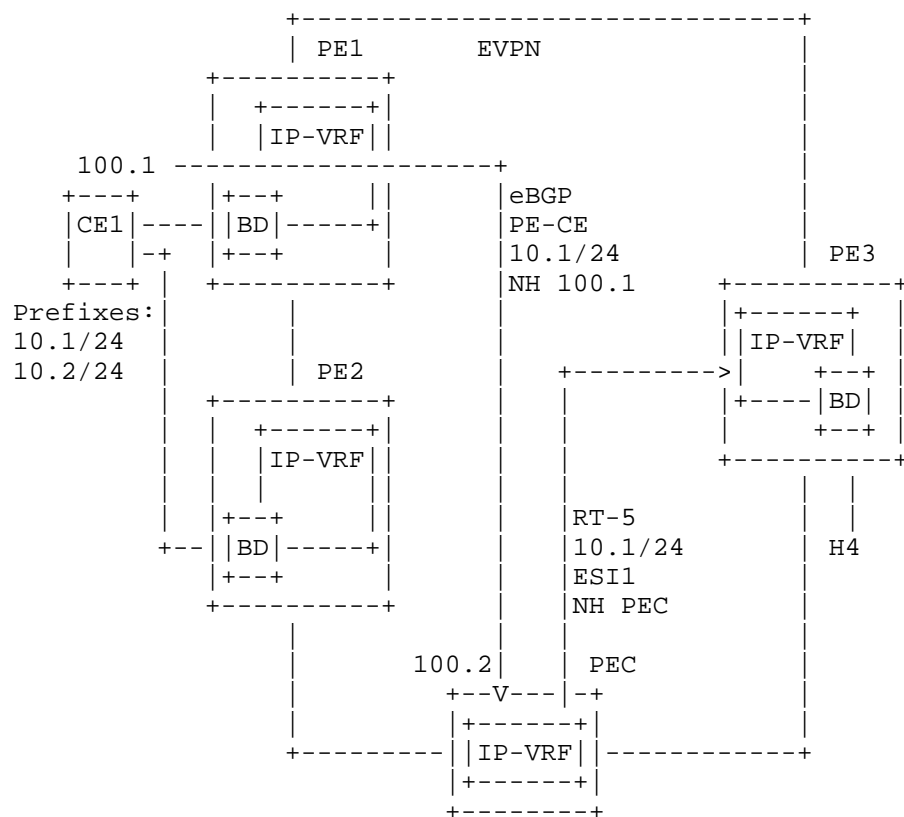 PE1 EVPN
IP-VRF
100.1
eBGP
CE1 BD PE-CE
10.1/24 PE3
NH 100.1
Prefixes:
10.1/24 IP-VRF
10.2/24 PE2
BD
IP-VRF
RT-5
BD 10.1/24 H4
ESI1
NH PEC
100.2 PEC
V
IP-VRF